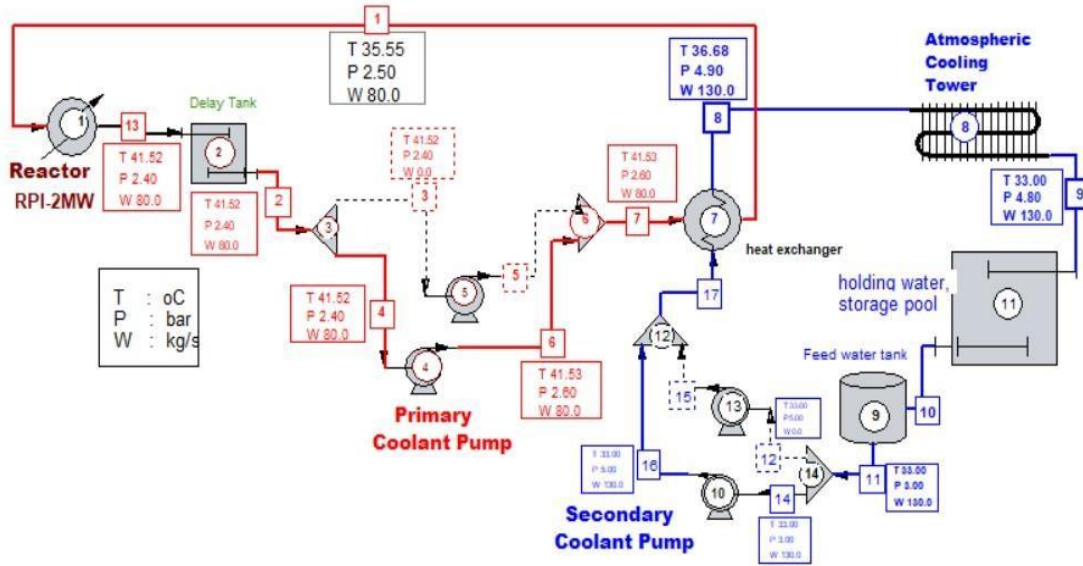 1
T 35.55
P 2.50
W 80.0
T 36.68
P 4.90
W 130.0
Atmospheric
Cooling
Tower
8
8
Delay Tank
1
13
2
Reactor
RPI-2MW
T 41.52
P 2.40
W 80.0
T 41.52
P 2.40
W 80.0
2
3
T 41.52
P 2.40
W 0.0
3
5
5
T 41.53
P 2.60
W 80.0
6
7
7
heat exchanger
T 33.00
P 4.80
W 130.0
9
holding water,
storage pool
11
T : oC
P : bar
W : kg/s
T 41.52
P 2.40
W 80.0
4
4
6
T 41.53
P 2.60
W 80.0
Primary
Coolant Pump
17
12
15
13
T 33.00
P 5.00
W 0.0
12
Feed water tank
9
10
T 33.00
P 5.00
W 130.0
16
10
14
14
11
T 33.00
P 3.00
W 130.0
T 33.00
P 3.00
W 130.0
Secondary
Coolant Pump